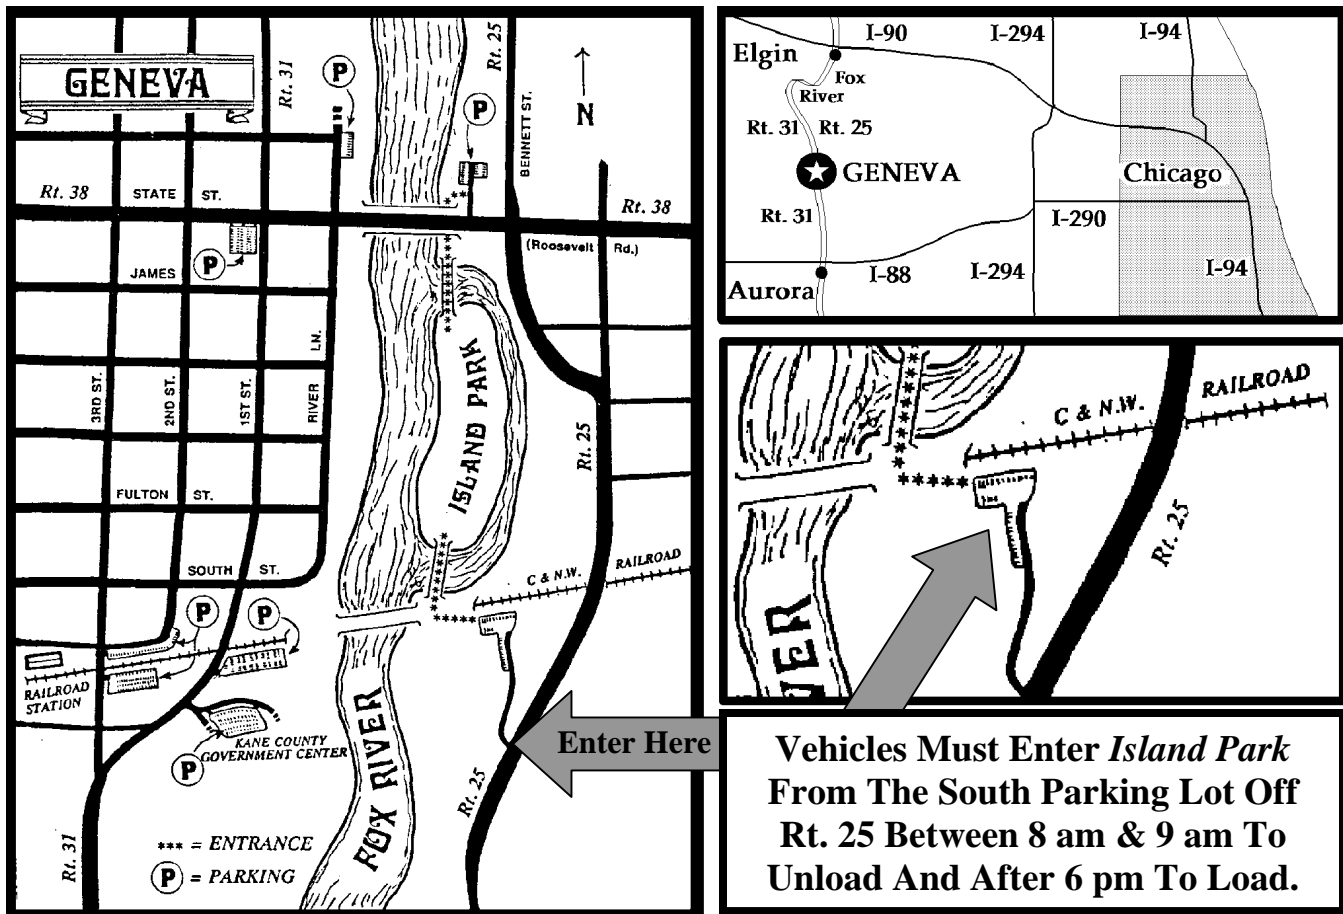 GENEVA
Rt. 31
P
Rt. 25
BENNETT ST.
N
P
Rt. 38
STATE ST.
Rt. 38
(Roosevelt Rd.)
P
JAMES
3RD ST.
2ND ST.
1ST ST.
RIVER LN.
ISLAND PARK
Rt. 25
FULTON ST.
SOUTH ST.
C & N.W. RAILROAD
P
P
RAILROAD
STATION
KANE COUNTY
GOVERNMENT CENTER
P
FOX RIVER
Rt. 25
Rt. 31
*** = ENTRANCE
P = PARKING
Enter Here
I-90
I-294
I-94
Elgin
Fox
River
Rt. 31
Rt. 25
GENEVA
Chicago
Rt. 31
I-290
I-88
I-294
I-94
Aurora
C & N.W. RAILROAD
Rt. 25
VER
Vehicles Must Enter Island Park
From The South Parking Lot Off
Rt. 25 Between 8 am & 9 am To
Unload And After 6 pm To Load.